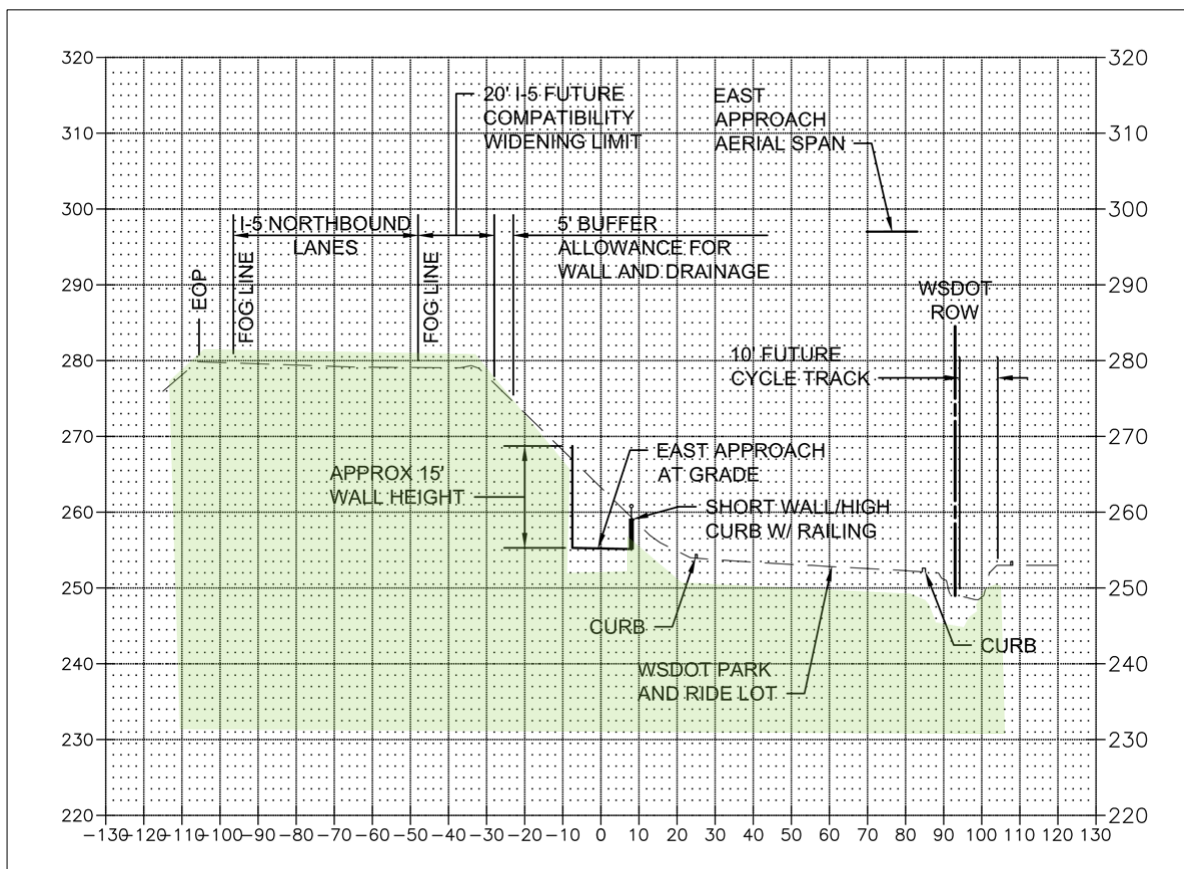 320
320
20' I-5 FUTURE
COMPATIBILITY
WIDENING LIMIT
EAST
APPROACH
AERIAL SPAN
310
310
300
300
I-5 NORTHBOUND
LANES
5' BUFFER
ALLOWANCE FOR
WALL AND DRAINAGE
EOP
FOG LINE
FOG LINE
290
290
WSDOT
ROW
280
280
10' FUTURE
CYCLE TRACK
270
270
APPROX 15'
WALL HEIGHT
EAST APPROACH
AT GRADE
SHORT WALL/HIGH
CURB W/ RAILING
260
260
250
250
CURB
CURB
240
240
WSDOT PARK
AND RIDE LOT
230
230
220
220
-130 -120 -110 -100 -90 -80 -70 -60 -50 -40 -30 -20 -10 0 10 20 30 40 50 60 70 80 90 100 110 120 130